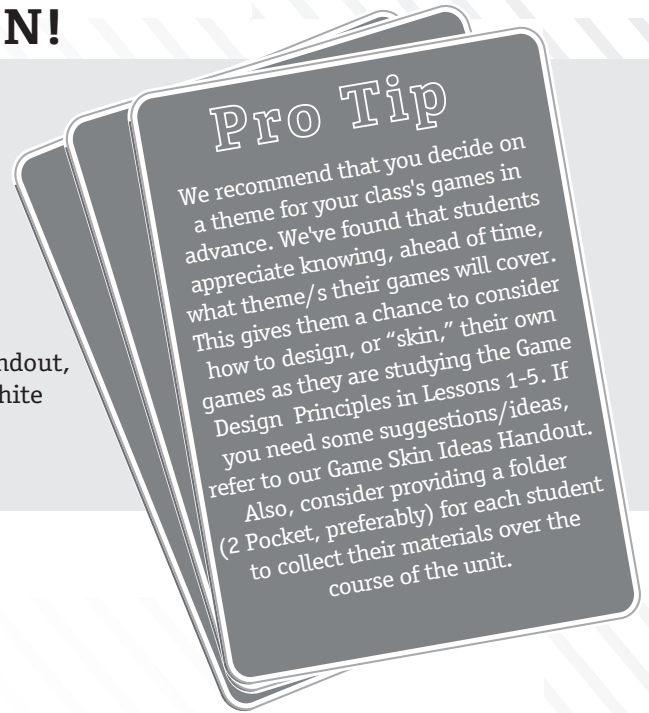 N!
ndout,
hite
Pro Tip
We recommend that you decide on
a theme for your class's games in
advance. We've found that students
appreciate knowing, ahead of time,
what theme/s their games will cover.
This gives them a chance to consider
how to design, or “skin,” their own
games as they are studying the Game
Design Principles in Lessons 1-5. If
you need some suggestions/ideas,
refer to our Game Skin Ideas Handout.
Also, consider providing a folder
(2 Pocket, preferably) for each student
to collect their materials over the
course of the unit.